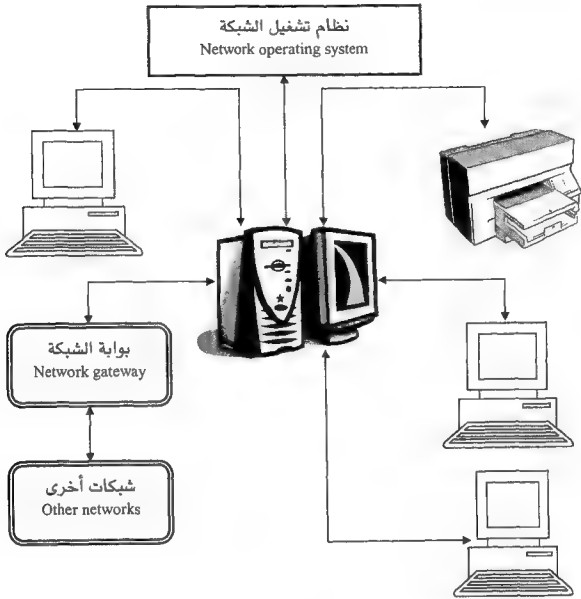 نظام تشغيل الشبكة
Network operating system
بوابة الشبكة
Network gateway
شبكات أخرى
Other networks